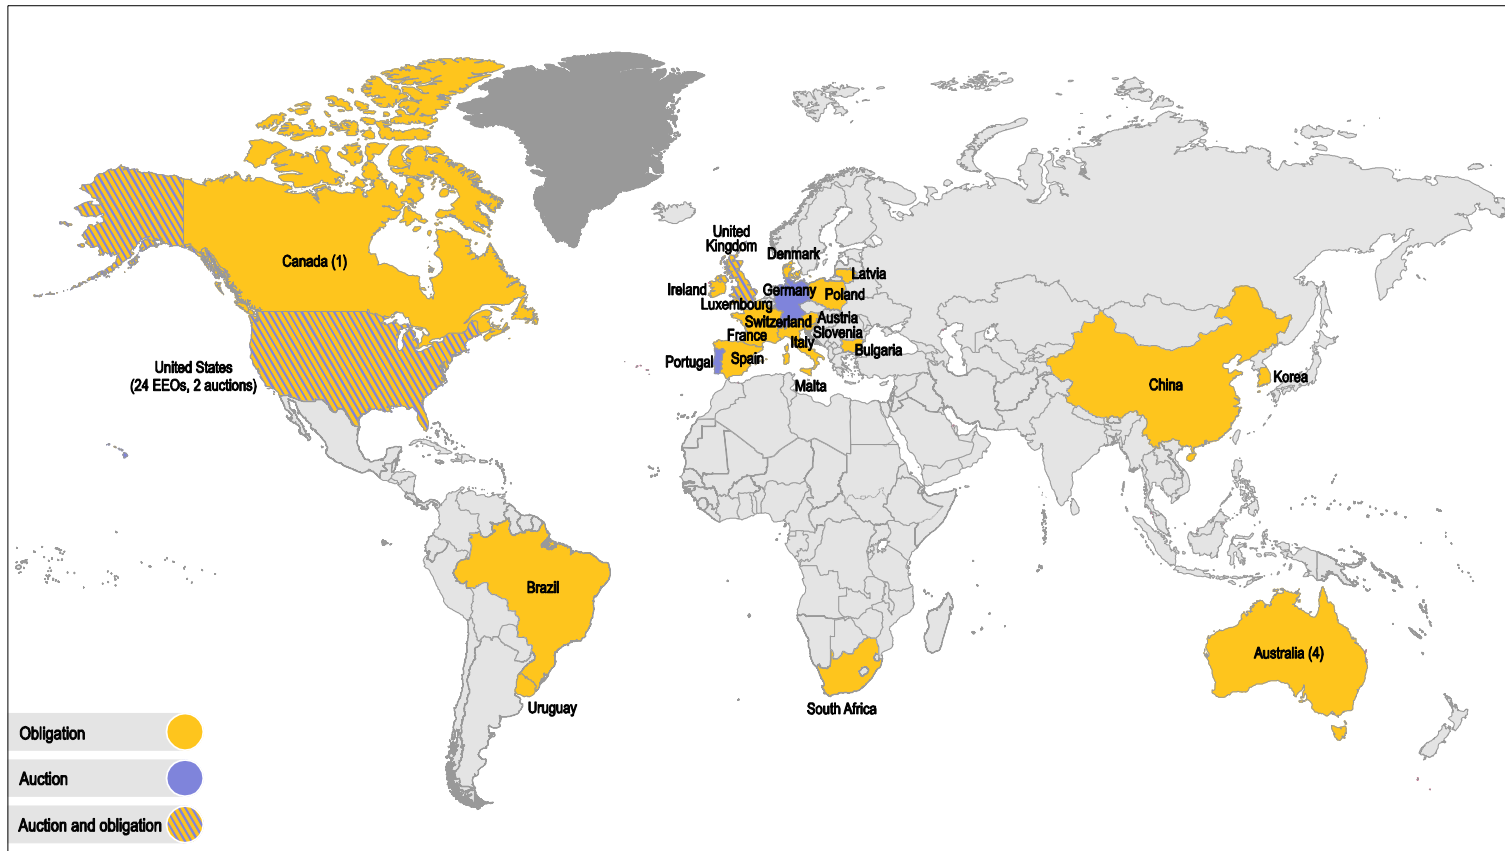 United
Kingdom
Denmark
Canada (1)
Latvia
Ireland
Germany
Poland
Luxembourg
Switzerland
Austria
Slovenia
France
Italy
Bulgaria
Portugal
Spain
Malta
United States
(24 EEOs, 2 auctions)
China
Korea
Brazil
Australia (4)
Uruguay
South Africa
Obligation
Auction
Auction and obligation